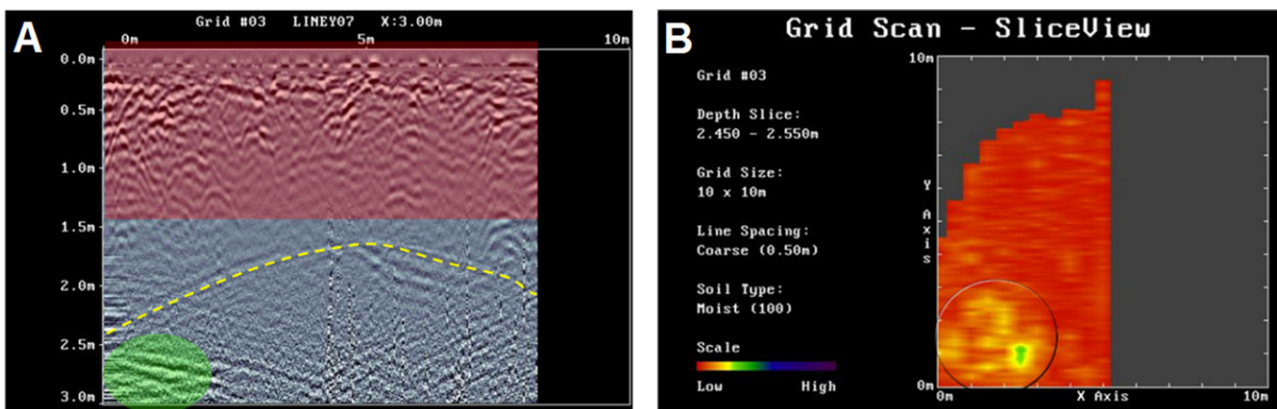 A
Grid #03 LINEY07 X:3.00m
0m 5m 10m
0.0m
0.5m
1.0m
1.5m
2.0m
2.5m
3.0m
B
Grid Scan - SliceView
Grid #03
Depth Slice:
2.450 - 2.550m
Grid Size:
10 x 10m
Line Spacing:
Coarse (0.50m)
Soil Type:
Moist (100)
Scale
Low High
10m
Y Axis
0m
0m X Axis 10m